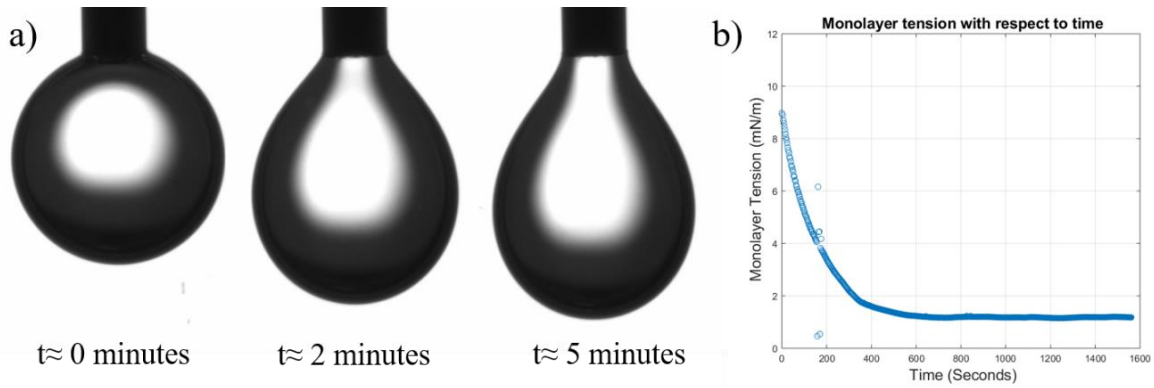 a)
t≈ 0 minutes
t≈ 2 minutes
t≈ 5 minutes
b)
Monolayer tension with respect to time
Monolayer Tension (mN/m)
12
10
8
6
4
2
0
0 200 400 600 800 1000 1200 1400 1600
Time (Seconds)